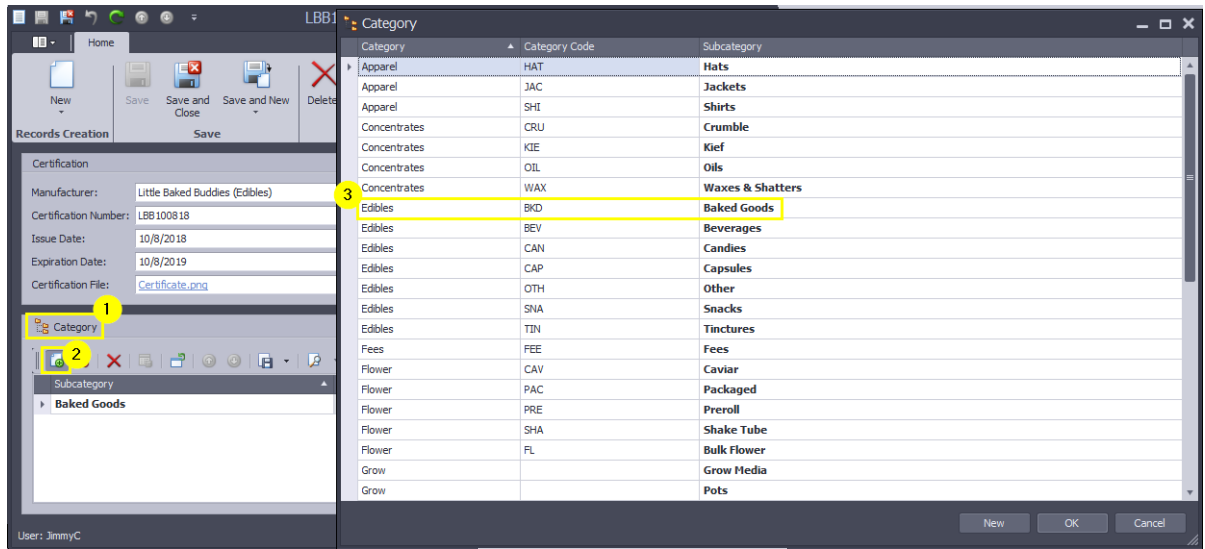 LBB1
Home
New
Save
Save and Close
Save and New
Delete
Records Creation
Save
Certification
Manufacturer: Little Baked Buddies (Edibles)
Certification Number: LBB100818
Issue Date: 10/8/2018
Expiration Date: 10/8/2019
Certification File: Certificate.png
1
Category
2
Subcategory
Baked Goods
User: JimmyC
Category
Category Category Code Subcategory
Apparel HAT Hats
Apparel JAC Jackets
Apparel SHI Shirts
Concentrates CRU Crumble
Concentrates KIE Kief
Concentrates OIL Oils
Concentrates WAX Waxes & Shatters
3
Edibles BKD Baked Goods
Edibles BEV Beverages
Edibles CAN Candies
Edibles CAP Capsules
Edibles OTH Other
Edibles SNA Snacks
Edibles TIN Tinctures
Fees FEE Fees
Flower CAV Caviar
Flower PAC Packaged
Flower PRE Preroll
Flower SHA Shake Tube
Flower FL Bulk Flower
Grow Grow Media
Grow Pots
New OK Cancel